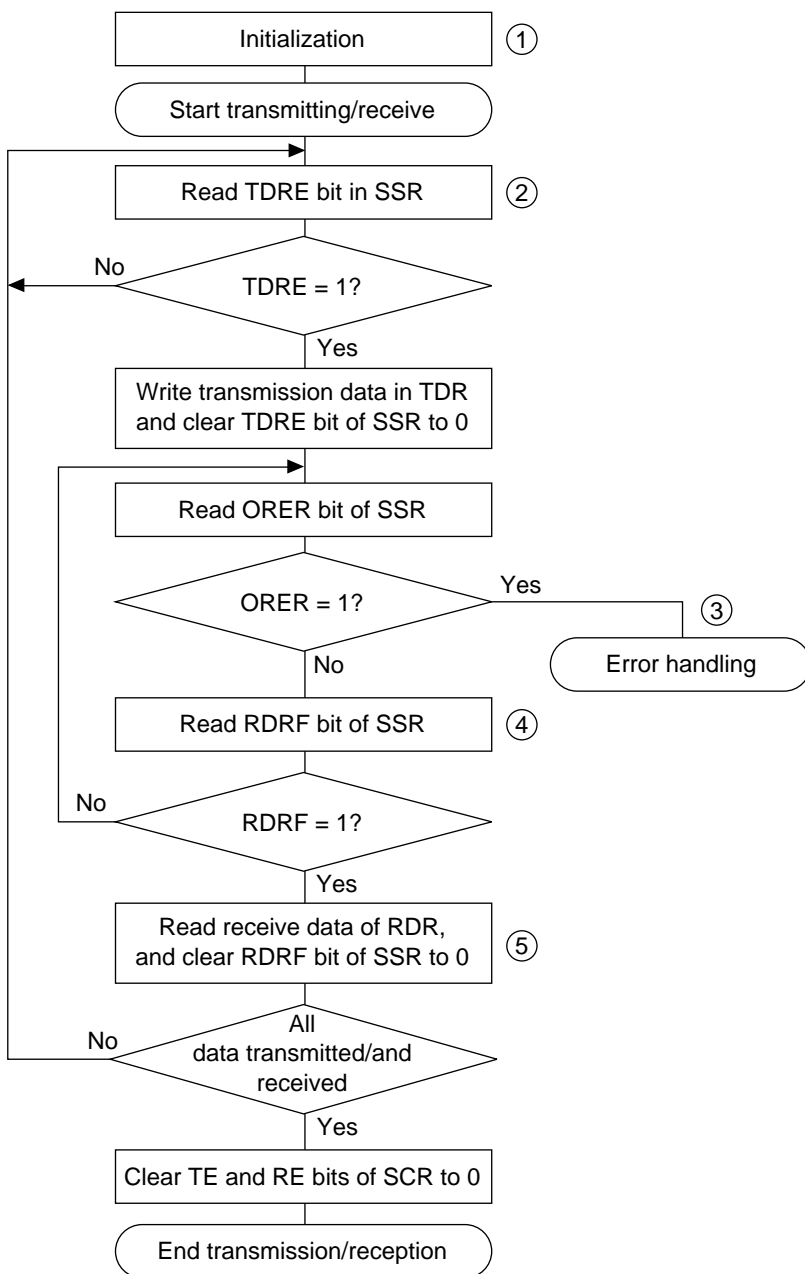 Initialization
①
Start transmitting/receive
Read TDRE bit in SSR
②
No
TDRE = 1?
Yes
Write transmission data in TDR
and clear TDRE bit of SSR to 0
Read ORER bit of SSR
Yes
ORER = 1?
③
No
Error handling
Read RDRF bit of SSR
④
No
RDRF = 1?
Yes
Read receive data of RDR,
and clear RDRF bit of SSR to 0
⑤
All
No
data transmitted/and
received
Yes
Clear TE and RE bits of SCR to 0
End transmission/reception